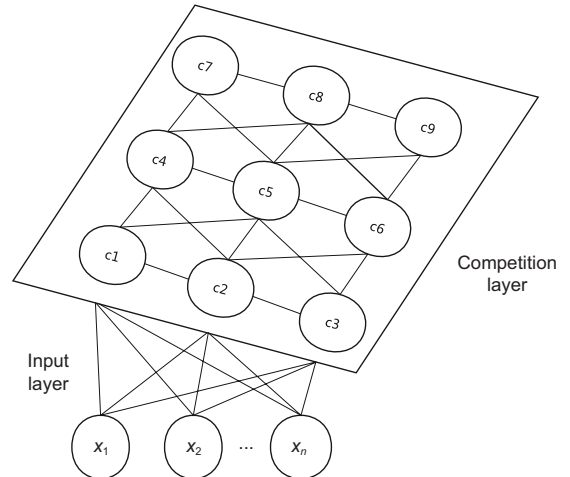 c7
c8
c9
c4
c5
c6
c1
c2
c3
Competition
layer
Input
layer
x1
x2
...
xn